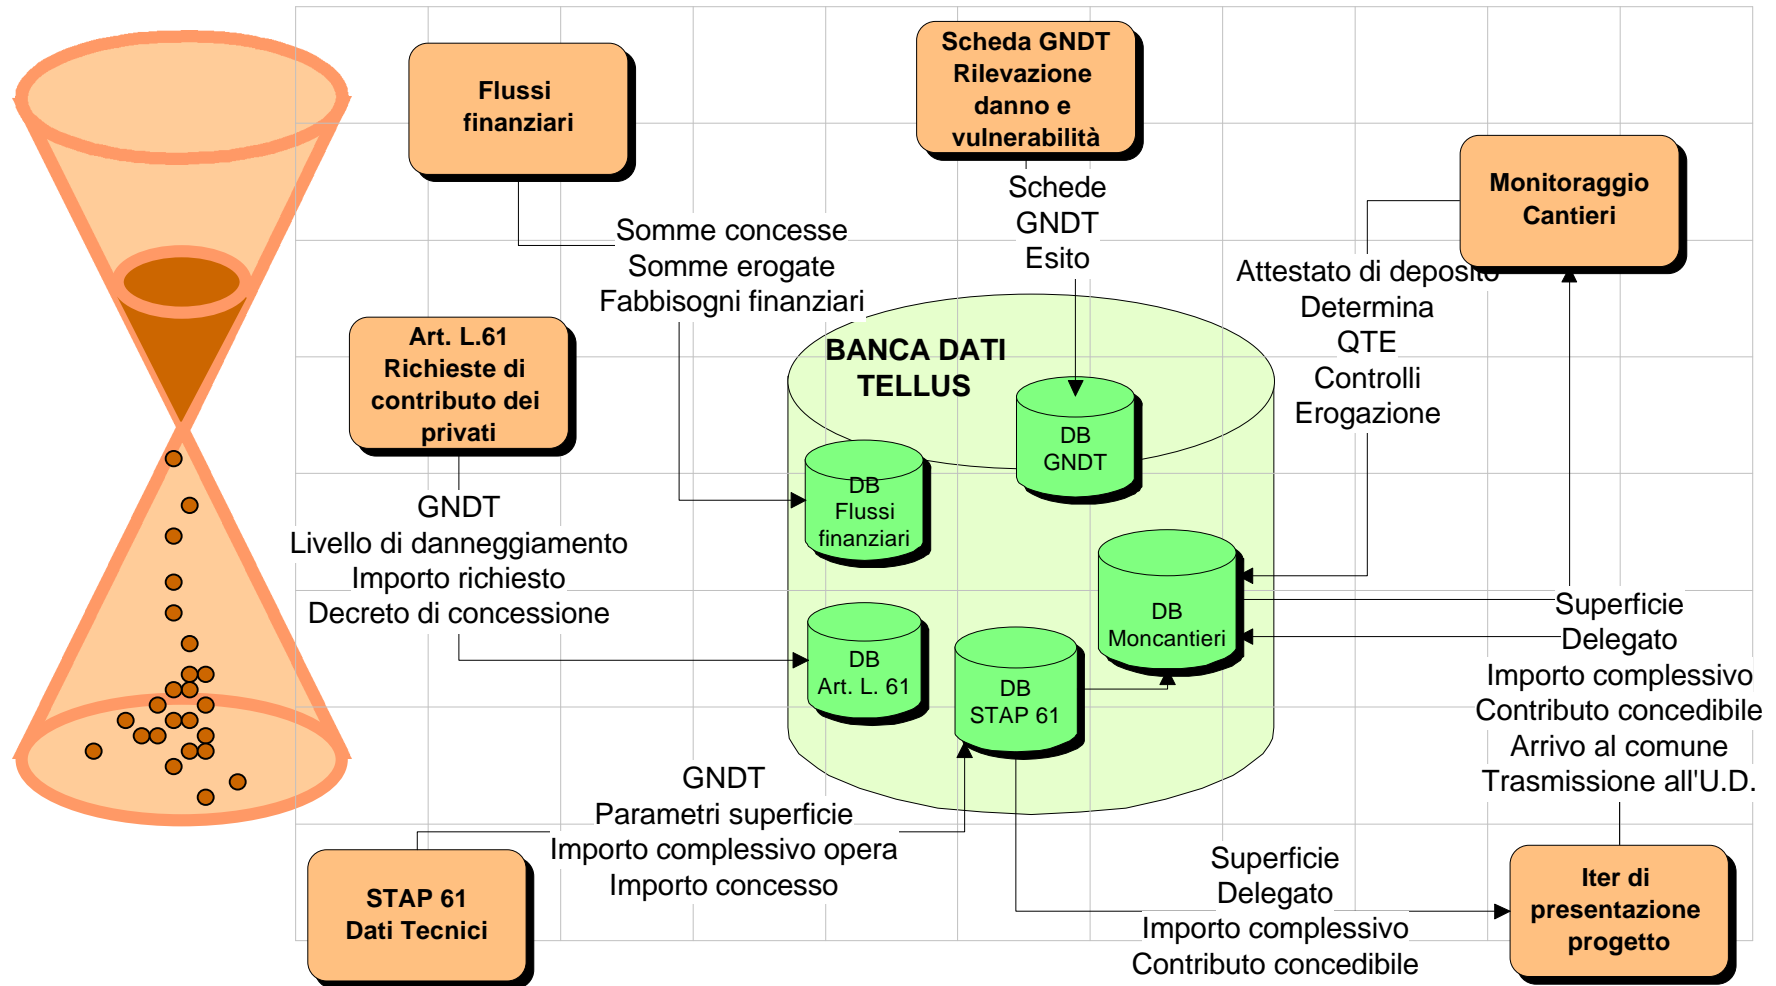 Flussi
finanziari
Scheda GNDT
Rilevazione
danno e
vulnerabilità
Monitoraggio
Cantieri
Schede
GNDT
Esito
Somme concesse
Somme erogate
Fabbisogni finanziari
Attestato di deposito
Determina
QTE
Controlli
Erogazione
Art. L.61
Richieste di
contributo dei
privati
BANCA DATI
TELLUS
DB
GNDT
DB
Flussi
finanziari
GNDT
Livello di danneggiamento
Importo richiesto
Decreto di concessione
DB
Moncantieri
DB
Art. L. 61
DB
STAP 61
Superficie
Delegato
Importo complessivo
Contributo concedibile
Arrivo al comune
Trasmissione all'U.D.
GNDT
Parametri superficie
Importo complessivo opera
Importo concesso
STAP 61
Dati Tecnici
Superficie
Delegato
Importo complessivo
Contributo concedibile
Iter di
presentazione
progetto